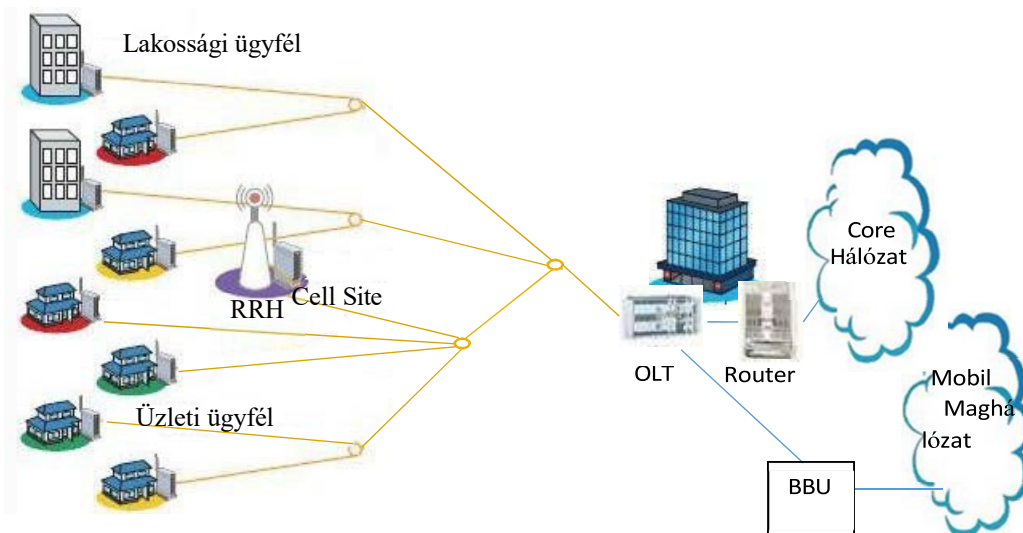 Lakossági ügyfél
RRH
Cell Site
Üzleti ügyfél
OLT
Router
Core
Hálózat
BBU
Mobil
Maghá
lózat